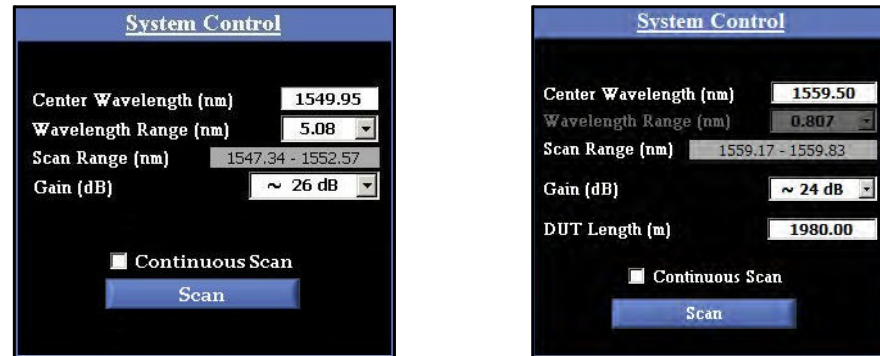 System Control
Center Wavelength (nm) 1549.95
Wavelength Range (nm) 5.08
Scan Range (nm) 1547.34 - 1552.57
Gain (dB) ~ 26 dB
Continuous Scan
Scan
System Control
Center Wavelength (nm) 1559.50
Wavelength Range (nm) 0.807
Scan Range (nm) 1559.17 - 1559.83
Gain (dB) ~ 24 dB
DUT Length (m) 1980.00
Continuous Scan
Scan